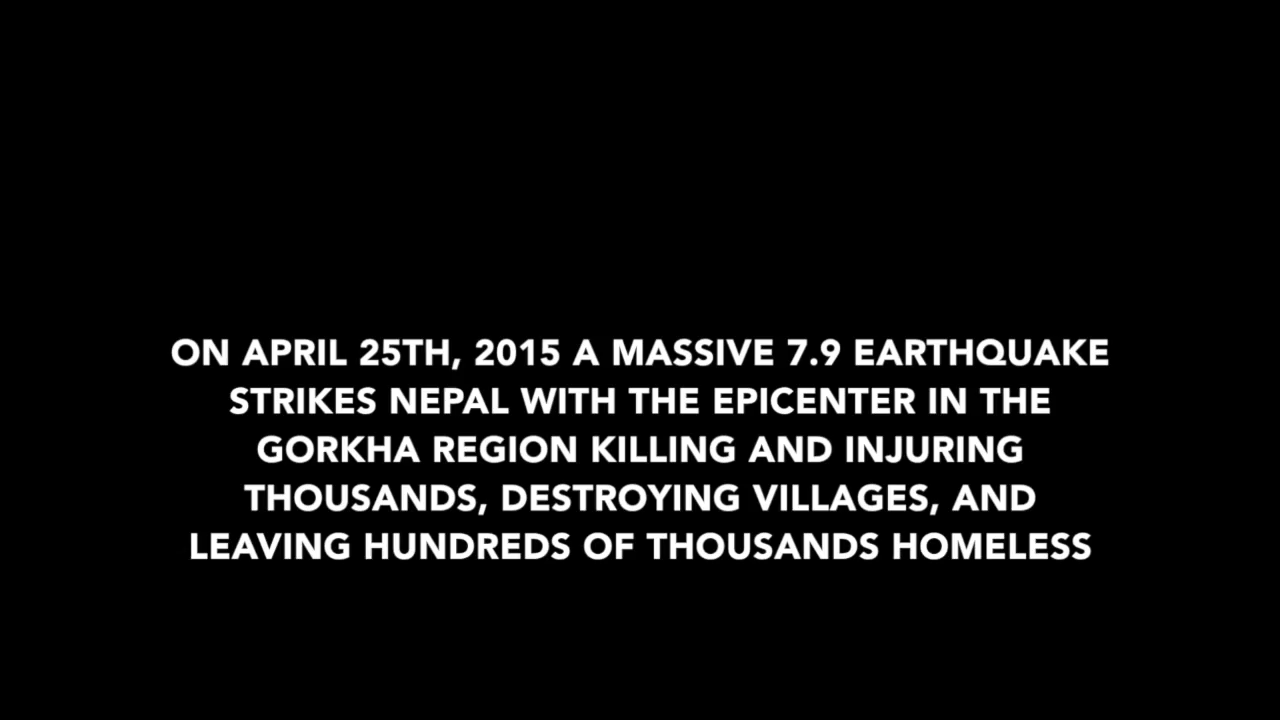 ON APRIL 25TH, 2015 A MASSIVE 7.9 EARTHQUAKE
STRIKES NEPAL WITH THE EPICENTER IN THE
GORKHA REGION KILLING AND INJURING
THOUSANDS, DESTROYING VILLAGES, AND
LEAVING HUNDREDS OF THOUSANDS HOMELESS